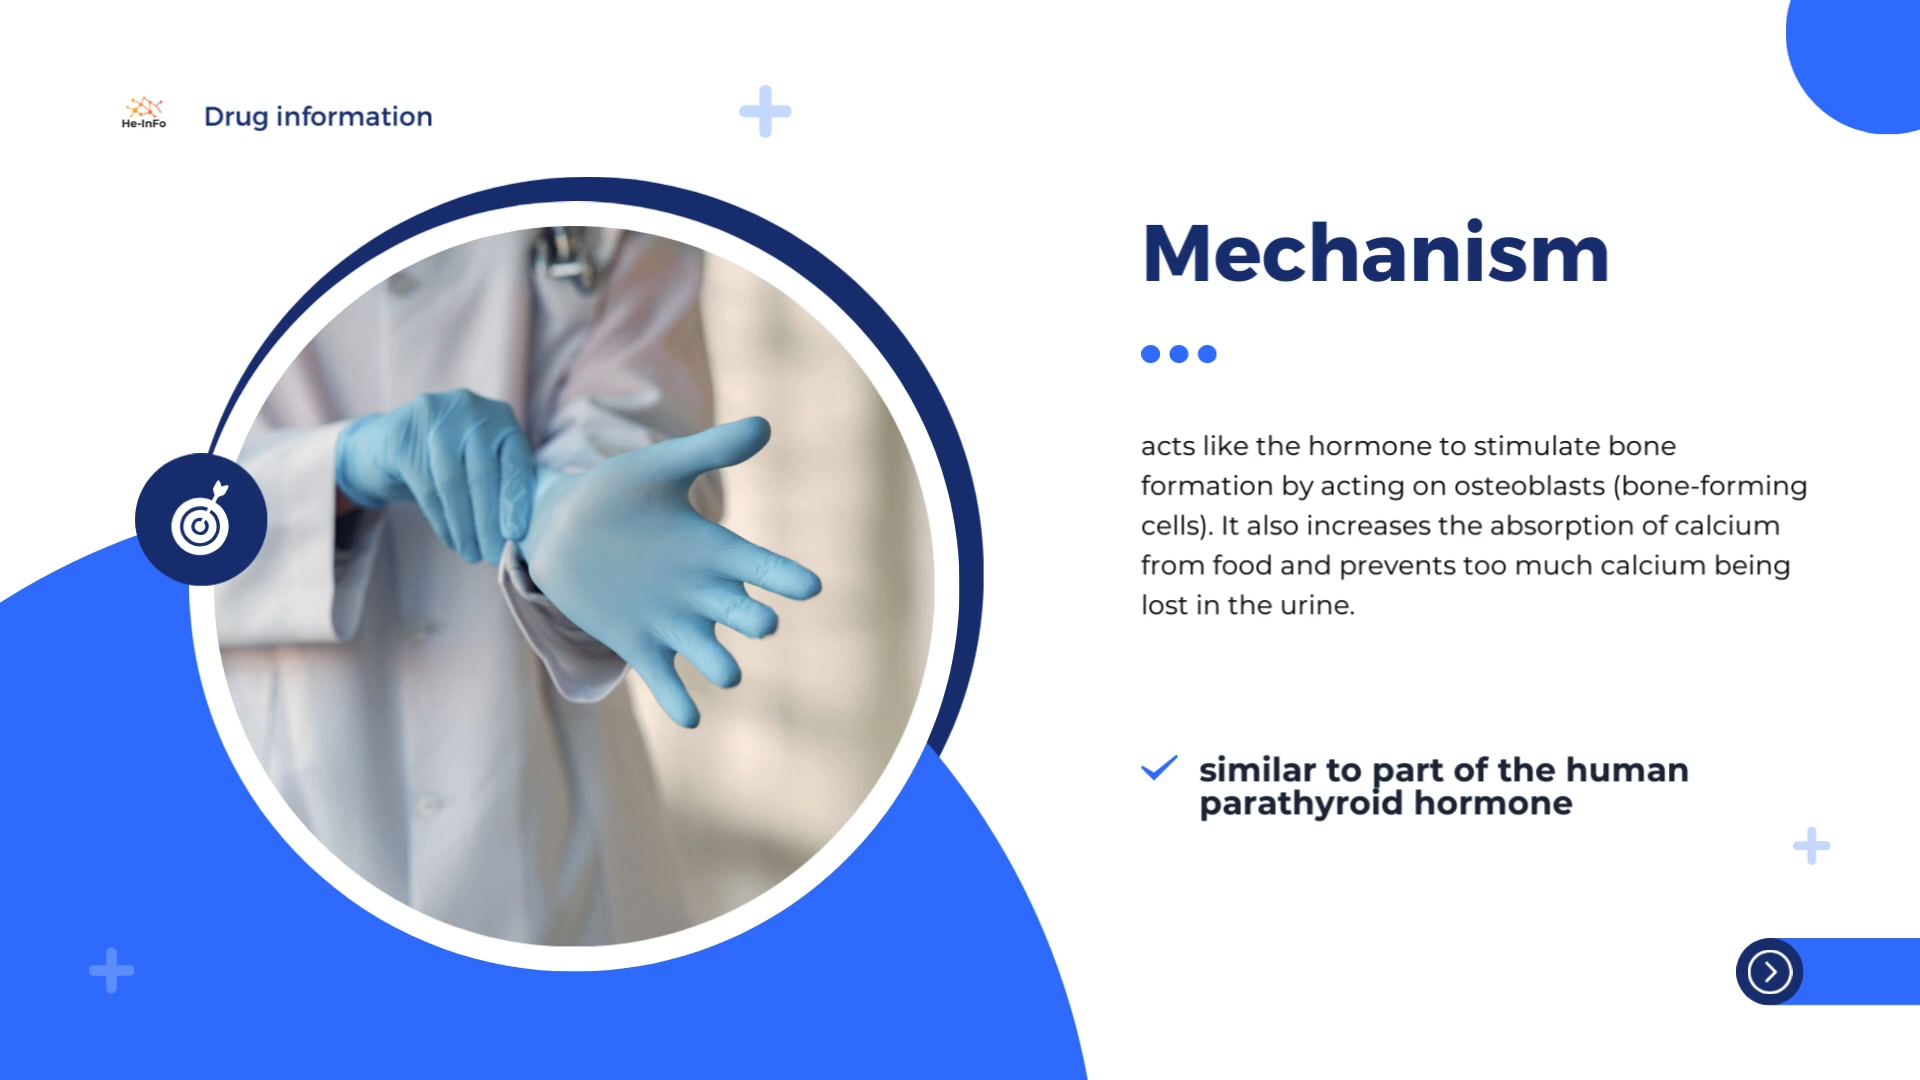 He-InFo
Drug information
Mechanism
acts like the hormone to stimulate bone
formation by acting on osteoblasts (bone-forming
cells). It also increases the absorption of calcium
from food and prevents too much calcium being
lost in the urine.
similar to part of the human
parathyroid hormone